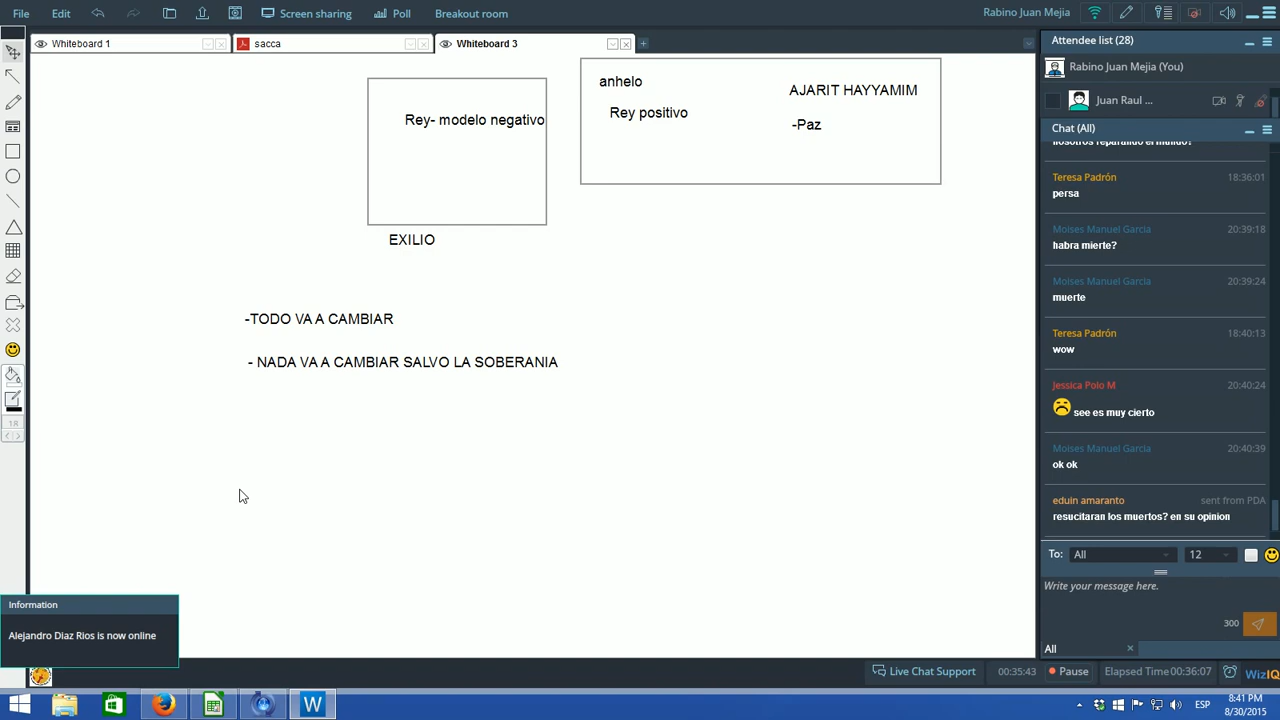 File Edit Screen sharing Poll Breakout room Rabino Juan Mejia
Whiteboard 1 sacca Whiteboard 3
Rey- modelo negativo
EXILIO
anhelo
Rey positivo
AJARIT HAYYAMIM
-Paz
-TODO VA A CAMBIAR
- NADA VA A CAMBIAR SALVO LA SOBERANIA
18
Information
Alejandro Diaz Rios is now online
Attendee list (28)
Rabino Juan Mejia (You)
Juan Raul ...
Chat (All)
nosotros reparando el mundo?
Teresa Padrón 18:36:01
persa
Moises Manuel Garcia 20:39:18
habra mierte?
Moises Manuel Garcia 20:39:24
muerte
Teresa Padrón 20:40:13
wow
Jessica Polo M 20:40:24
see es muy cierto
Moises Manuel Garcia 20:40:39
ok ok
eduin amaranto sent from PDA
resucitaran los muertos? en su opinion
To: All 12
Write your message here.
300
All
Live Chat Support 00:35:43 Pause Elapsed Time 00:36:07 WizIQ
W ESP 8:41 PM
8/30/2015